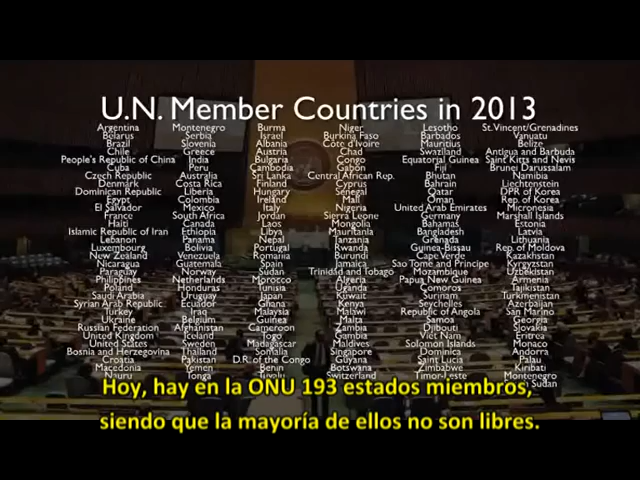 U.N. Member Countries in 2013
Argentina Montenegro Burma Niger Lesotho St. Vincent/Grenadines
Belarus Serbia Israel Burkina Faso Barbados Vanuatu
Brazil Slovenia Albania Côte d'Ivoire Mauritius Belize
Chile Greece Austria Chad Swaziland Antigua and Barbuda
People's Republic of China India Bulgaria Congo Equatorial Guinea Saint Kitts and Nevis
Cuba Peru Cambodia Gabon Fiji Brunei Darussalam
Czech Republic Australia Sri Lanka Central African Rep. Bhutan Namibia
Denmark Costa Rica Finland Cyprus Bahrain Liechtenstein
Dominican Republic Liberia Hungary Senegal Qatar DPR of Korea
Egypt Colombia Ireland Mali Oman Rep. of Korea
El Salvador Mexico Italy Nigeria United Arab Emirates Micronesia
France South Africa Jordan Sierra Leone Germany Marshall Islands
Haiti Canada Laos Mongolia Bahamas Estonia
Islamic Republic of Iran Ethiopia Libya Mauritania Bangladesh Latvia
Lebanon Panama Nepal Tanzania Grenada Lithuania
Luxembourg Bolivia Portugal Rwanda Guinea-Bissau Rep. of Moldova
New Zealand Venezuela Romania Burundi Cape Verde Kazakhstan
Nicaragua Guatemala Spain Jamaica Sao Tome and Principe Kyrgyzstan
Paraguay Norway Sudan Trinidad and Tobago Mozambique Uzbekistan
Philippines Netherlands Morocco Algeria Papua New Guinea Armenia
Poland Honduras Tunisia Uganda Comoros Tajikistan
Saudi Arabia Uruguay Japan Kuwait Surinam Turkmenistan
Syrian Arab Republic Ecuador Ghana Kenya Seychelles Azerbaijan
Turkey Iraq Malaysia Malawi Republic of Angola San Marino
Ukraine Belgium Guinea Malta Samoa Georgia
Russian Federation Afghanistan Cameroon Zambia Djibouti Slovakia
United Kingdom Iceland Togo Gambia Viet Nam Eritrea
United States Sweden Madagascar Maldives Solomon Islands Monaco
Bosnia and Herzegovina Thailand Somalia Singapore Dominica Andorra
Croatia Pakistan D.R. of the Congo Guyana Saint Lucia Palau
Macedonia Yemen Benin Botswana Zimbabwe Kiribati
Nauru Tonga Tuvalu Switzerland Timor-Leste Montenegro
Sudan
Hoy, hay en la ONU 193 estados miembros,
siendo que la mayoría de ellos no son libres.